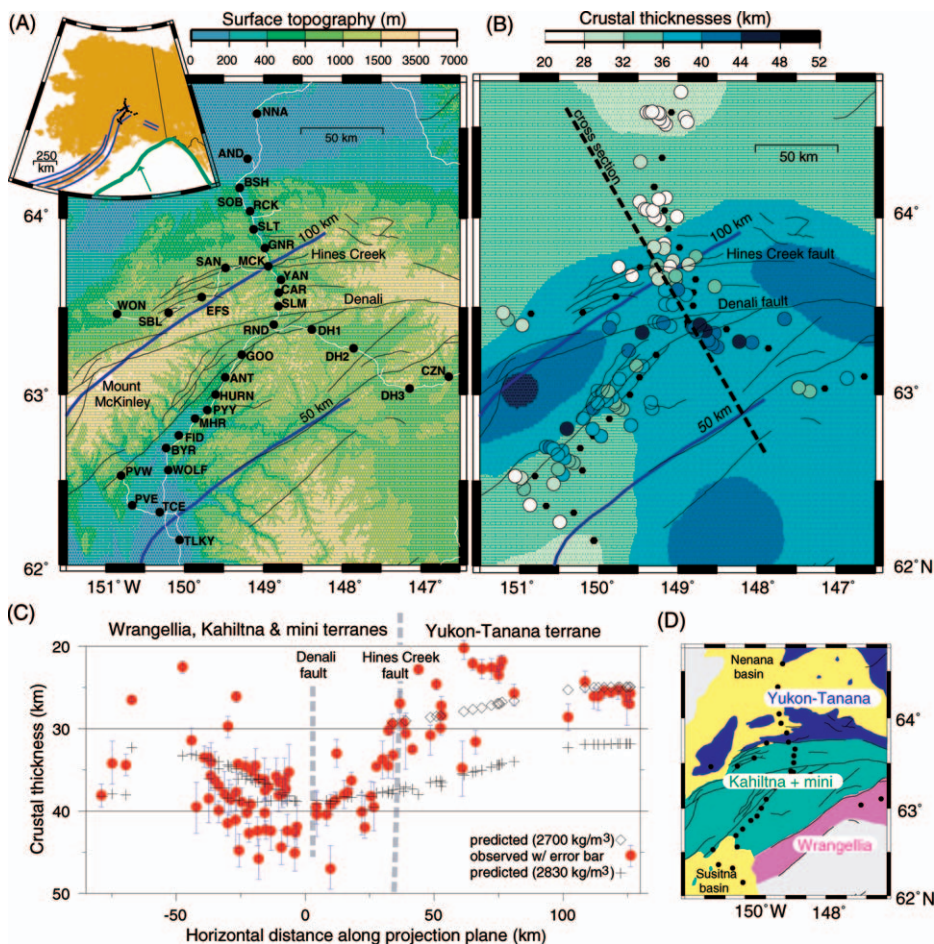 (A)
Surface topography (m)
0 200 400 600 1000 1500 3500 7000
250
km
NNA
50 km
AND
BSH
SOB
RCK
SLT
GNR
100 km
Hines Creek
SAN
MCK
YAN
CAR
SLM
Denali
WON
SBL
EFS
RND
DH1
GOO
DH2
CZN
ANT
DH3
Mount
McKinley
HURN
PYY
50 km
MHR
FID
BYR
PVW
WOLF
PVE
TCE
TLKY
64°
63°
62°
151°W 150° 149° 148° 147°
(B)
Crustal thicknesses (km)
20 28 32 36 40 44 48 52
cross section
50 km
100 km
Hines Creek fault
Denali fault
50 km
64°
63°
62°N
151° 150° 149° 148° 147°
(C)
Wrangellia, Kahiltna & mini terranes
Yukon-Tanana terrane
Denali
fault
Hines Creek
fault
Crustal thickness (km)
20
30
40
50
predicted (2700 kg/m³)
observed w/ error bar
predicted (2830 kg/m³)
-50 0 50 100
Horizontal distance along projection plane (km)
(D)
Nenana
basin
Yukon-Tanana
64°
Kahiltna + mini
63°
Wrangellia
Susitna
basin
62°N
150°W 148°